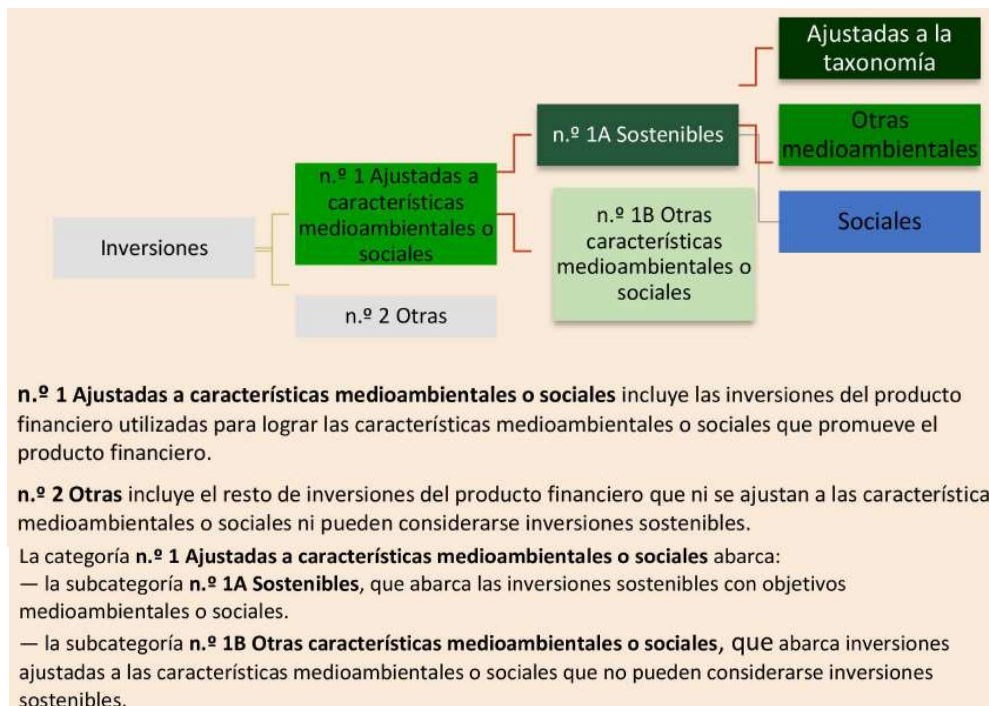 Ajustadas a la
taxonomía
n.º 1A Sostenibles
Otras
medioambientales
n.º 1 Ajustadas a
características
medioambientales o
sociales
n.º 1B Otras
características
medioambientales o
sociales
Sociales
Inversiones
n.º 2 Otras
n.º 1 Ajustadas a características medioambientales o sociales incluye las inversiones del producto
financiero utilizadas para lograr las características medioambientales o sociales que promueve el
producto financiero.
n.º 2 Otras incluye el resto de inversiones del producto financiero que ni se ajustan a las característica
medioambientales o sociales ni pueden considerarse inversiones sostenibles.
La categoría n.º 1 Ajustadas a características medioambientales o sociales abarca:
— la subcategoría n.º 1A Sostenibles, que abarca las inversiones sostenibles con objetivos
medioambientales o sociales.
— la subcategoría n.º 1B Otras características medioambientales o sociales, que abarca inversiones
ajustadas a las características medioambientales o sociales que no pueden considerarse inversiones
sostenibles.